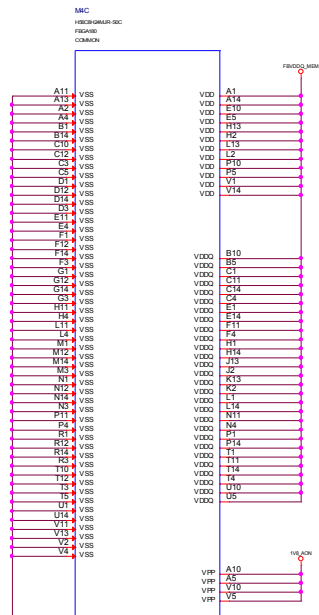 M4C
FBGA180
COMMON
A11 VSS
A13 VSS
A2 VSS
A4 VSS
B1 VSS
B14 VSS
C10 VSS
C12 VSS
C3 VSS
C5 VSS
D1 VSS
D12 VSS
D14 VSS
D3 VSS
E11 VSS
E4 VSS
F1 VSS
F12 VSS
F14 VSS
F3 VSS
G1 VSS
G12 VSS
G14 VSS
G3 VSS
H11 VSS
H4 VSS
L11 VSS
L4 VSS
M1 VSS
M12 VSS
M14 VSS
M3 VSS
N1 VSS
N12 VSS
N14 VSS
N3 VSS
P11 VSS
P4 VSS
R1 VSS
R12 VSS
R14 VSS
R3 VSS
T10 VSS
T12 VSS
T3 VSS
T5 VSS
U1 VSS
U14 VSS
V11 VSS
V13 VSS
V2 VSS
V4 VSS
FBVDDQ_MEM
VDD A1
VDD A14
VDD E10
VDD E5
VDD H13
VDD H2
VDD L13
VDD L2
VDD P10
VDD P5
VDD V1
VDD V14
VDDQ B10
VDDQ B5
VDDQ C1
VDDQ C11
VDDQ C14
VDDQ C4
VDDQ E1
VDDQ E14
VDDQ F11
VDDQ F4
VDDQ H1
VDDQ H14
VDDQ J13
VDDQ J2
VDDQ K13
VDDQ K2
VDDQ L1
VDDQ L14
VDDQ N11
VDDQ N4
VDDQ P1
VDDQ P14
VDDQ T1
VDDQ T11
VDDQ T14
VDDQ T4
VDDQ U10
VDDQ U5
1V8_AON
VPP A10
VPP A5
VPP V10
VPP V5